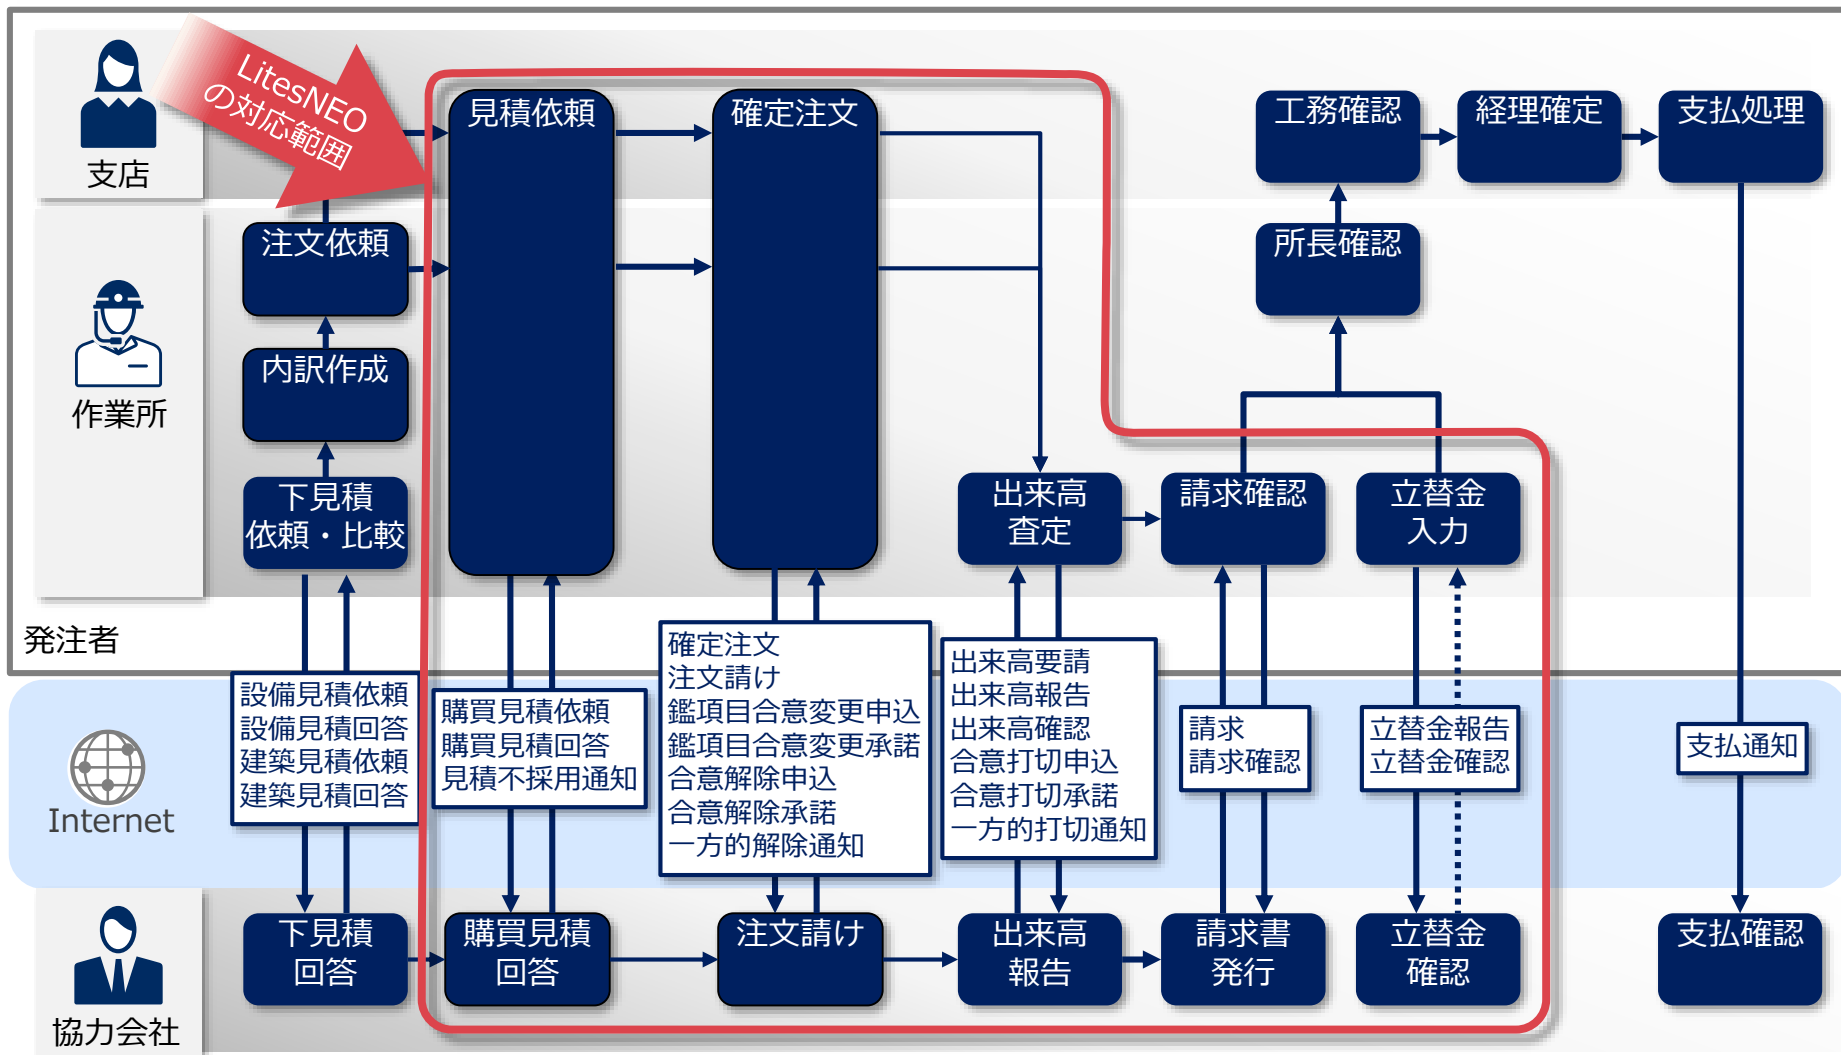 LitesNEO
の対応範囲
支店
見積依頼
確定注文
工務確認
経理確定
支払処理
注文依頼
所長確認
内訳作成
作業所
下見積
依頼・比較
出来高
査定
請求確認
立替金
入力
発注者
設備見積依頼
設備見積回答
建築見積依頼
建築見積回答
購買見積依頼
購買見積回答
見積不採用通知
確定注文
注文請け
鑑項目合意変更申込
鑑項目合意変更承諾
合意解除申込
合意解除承諾
一方的解除通知
出来高要請
出来高報告
出来高確認
合意打切申込
合意打切承諾
一方的打切通知
請求
請求確認
立替金報告
立替金確認
支払通知
Internet
下見積
回答
購買見積
回答
注文請け
出来高
報告
請求書
発行
立替金
確認
支払確認
協力会社